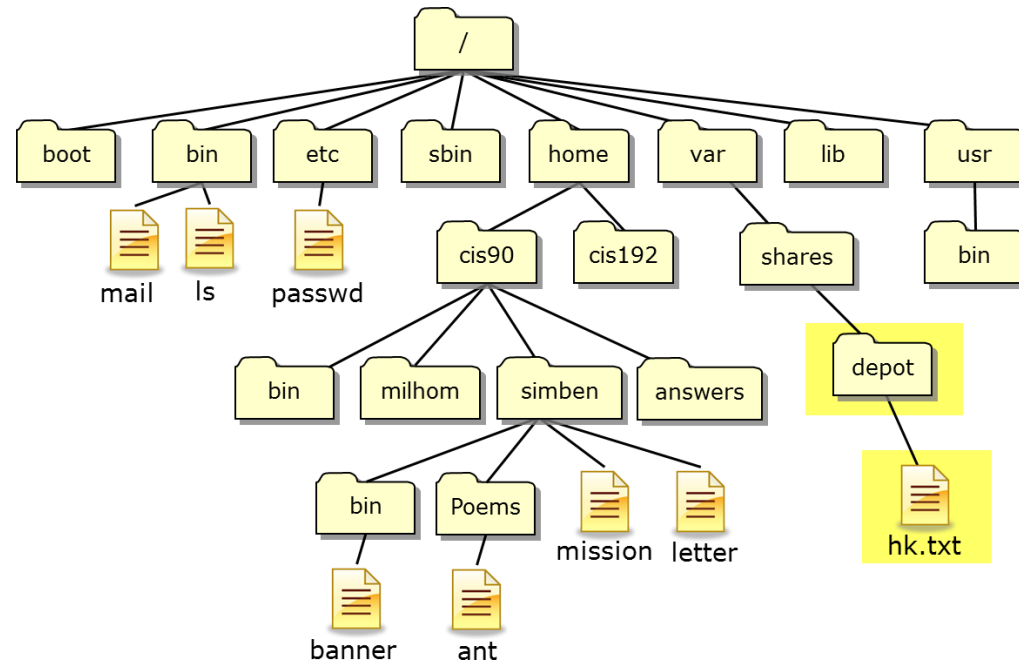 /
boot
bin
etc
sbin
home
var
lib
usr
mail
ls
passwd
cis90
cis192
shares
bin
bin
milhom
simben
answers
depot
bin
Poems
mission
letter
hk.txt
banner
ant